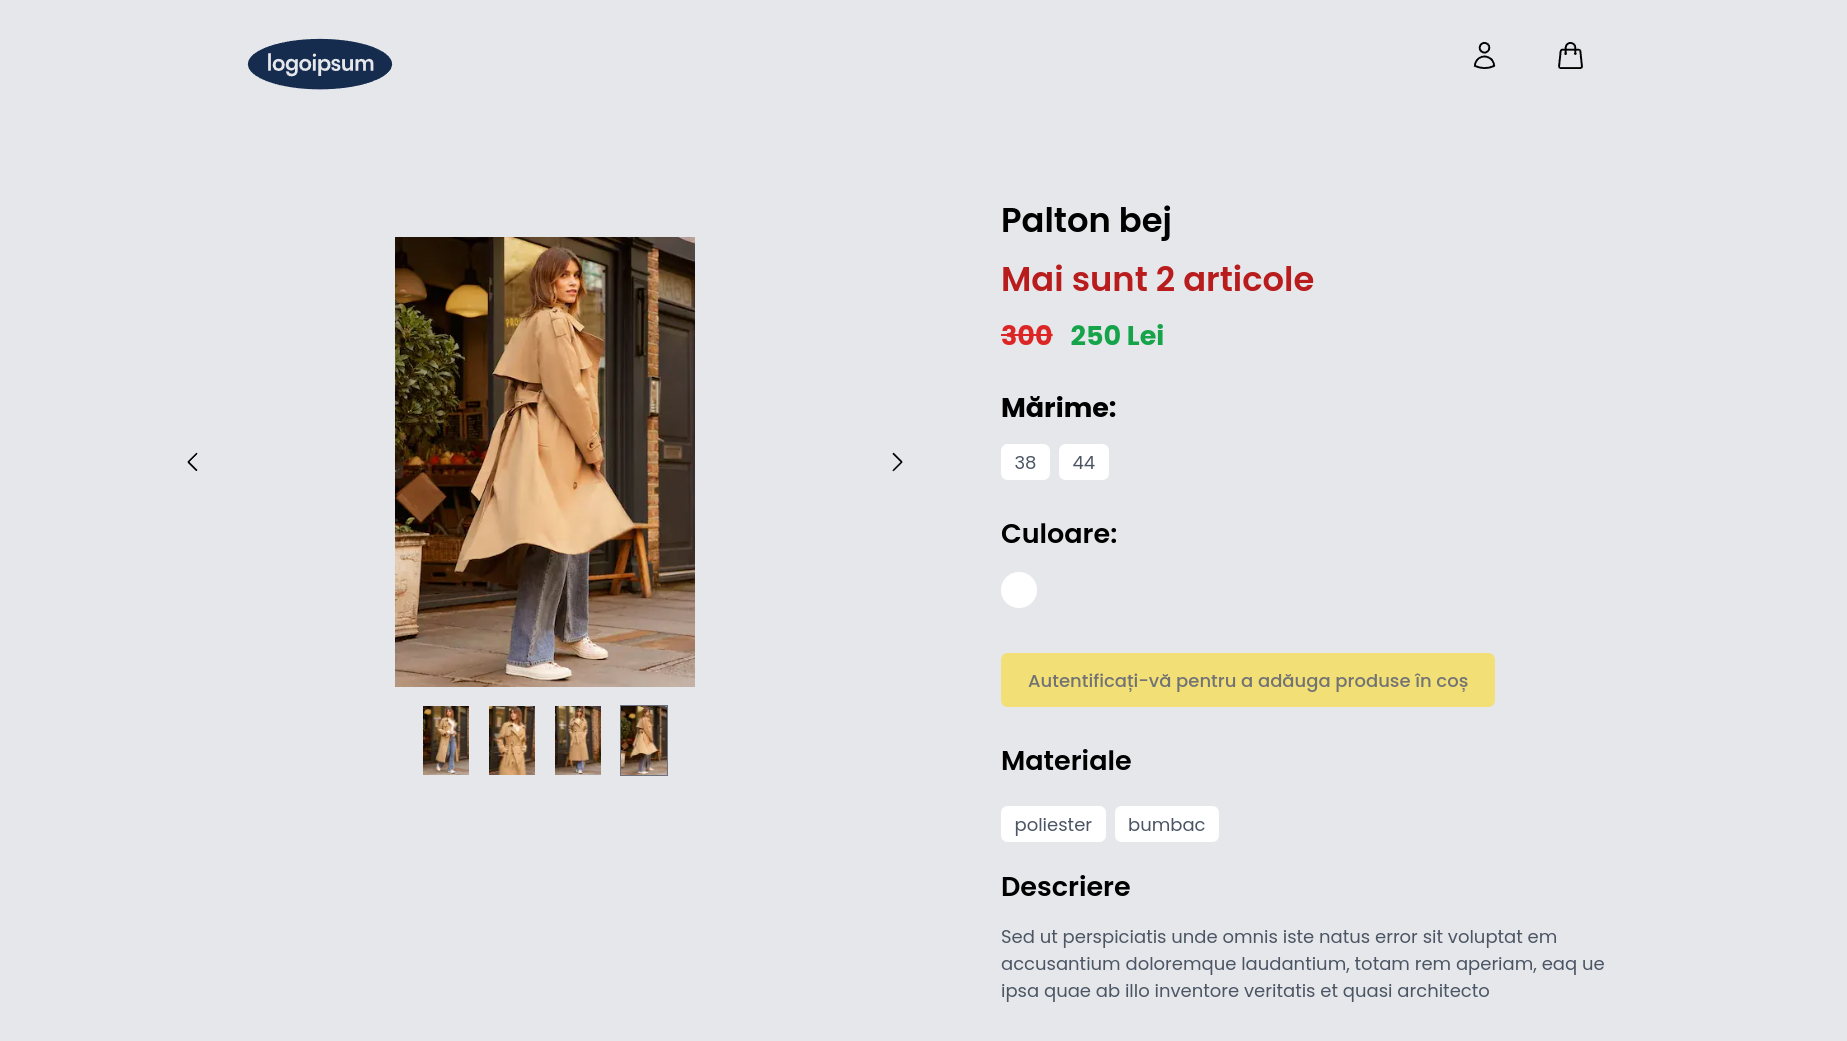 logoipsum
Palton bej
Mai sunt 2 articole
300 250 Lei
Mărime:
38 44
Culoare:
Autentificați-vă pentru a adăuga produse în coș
Materiale
poliester bumbac
Descriere
Sed ut perspiciatis unde omnis iste natus error sit voluptat em
accusantium doloremque laudantium, totam rem aperiam, eaq ue
ipsa quae ab illo inventore veritatis et quasi architecto